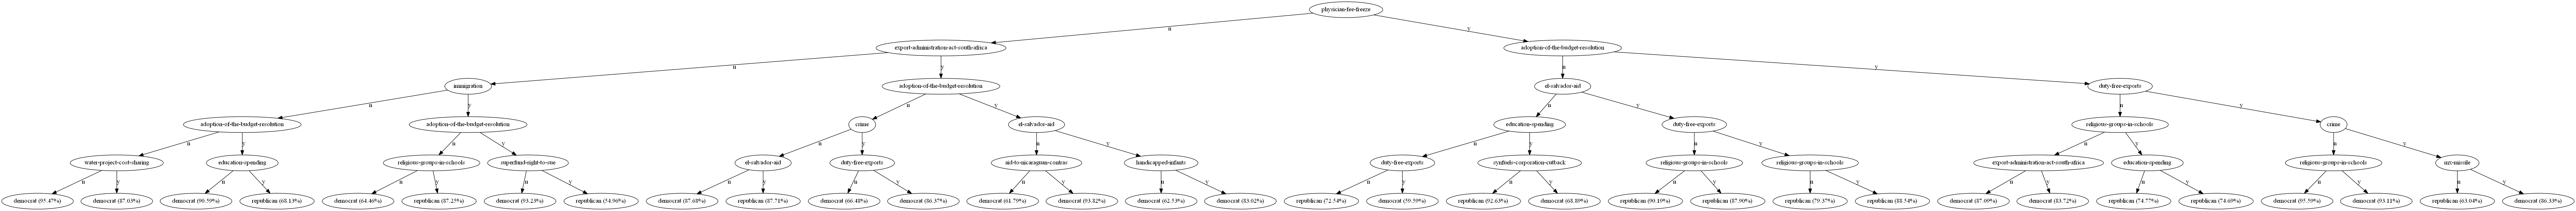 physician-fee-freeze
n
y
export-administration-act-south-africa
adoption-of-the-budget-resolution
n
y
n
y
immigration
adoption-of-the-budget-resolution
el-salvador-aid
duty-free-exports
n
y
n
y
n
y
n
y
adoption-of-the-budget-resolution
adoption-of-the-budget-resolution
crime
el-salvador-aid
education-spending
duty-free-exports
religious-groups-in-schools
crime
n
y
n
y
n
y
n
y
n
y
n
y
n
y
n
y
water-project-cost-sharing
education-spending
religious-groups-in-schools
superfund-right-to-sue
el-salvador-aid
duty-free-exports
aid-to-nicaraguan-contras
handicapped-infants
duty-free-exports
synfuels-corporation-cutback
religious-groups-in-schools
religious-groups-in-schools
export-administration-act-south-africa
education-spending
religious-groups-in-schools
mx-missile
n
y
n
y
n
y
n
y
n
y
n
y
n
y
n
y
n
y
n
y
n
y
n
y
n
y
n
y
n
y
n
y
democrat (95.47%)
democrat (87.03%)
democrat (90.59%)
republican (68.13%)
democrat (64.46%)
republican (87.25%)
democrat (93.23%)
republican (54.96%)
democrat (87.68%)
republican (87.71%)
democrat (66.48%)
democrat (86.37%)
democrat (61.79%)
democrat (93.82%)
democrat (62.53%)
democrat (83.62%)
republican (72.54%)
democrat (59.59%)
republican (92.63%)
democrat (68.89%)
republican (90.19%)
republican (87.90%)
republican (79.37%)
republican (88.54%)
democrat (87.09%)
democrat (83.72%)
republican (74.77%)
republican (74.69%)
democrat (95.59%)
democrat (93.11%)
republican (63.04%)
democrat (86.33%)